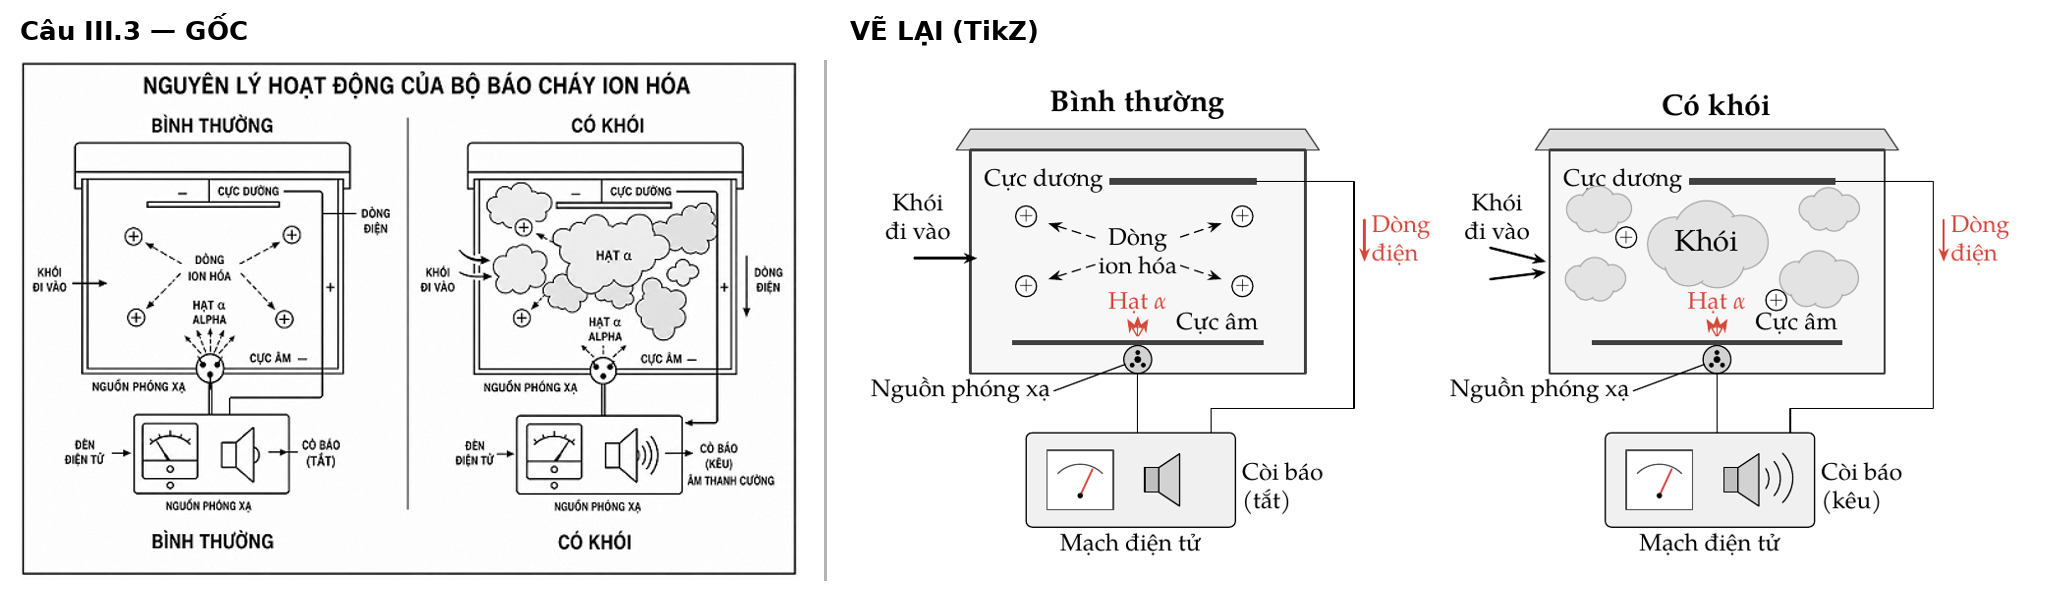 Câu III.3 — GỐC
NGUYÊN LÝ HOẠT ĐỘNG CỦA BỘ BÁO CHÁY ION HÓA
BÌNH THƯỜNG
–
CỰC DƯỜNG
DÒNG
ĐIỆN
+
+
DÒNG
ION HÓA
KHÓI
ĐI VÀO
+
HẠT α
ALPHA
+
+
CỰC ÂM –
NGUỒN PHÓNG XẠ
ĐÈN
ĐIỆN TỬ
CÒ BÁO
(TẮT)
NGUỒN PHÓNG XẠ
BÌNH THƯỜNG
CÓ KHÓI
–
CỰC DƯỜNG
+
HẠT α
KHÓI
ĐI VÀO
+
DÒNG
ĐIỆN
+
HẠT α
ALPHA
CỰC ÂM –
NGUỒN PHÓNG XẠ
ĐÈN
ĐIỆN TỬ
CÒ BÁO
(KÊU)
ÂM THANH CƯỜNG
NGUỒN PHÓNG XẠ
CÓ KHÓI
VẼ LẠI (TikZ)
Bình thường
Cực dương
Khói
đi vào
+
+
Dòng
ion hóa
+
+
Dòng
điện
Hạt α
Cực âm
Nguồn phóng xạ
Còi báo
(tắt)
Mạch điện tử
Có khói
Cực dương
Khói
đi vào
+
Khói
Dòng
điện
Hạt α
+
Cực âm
Nguồn phóng xạ
Còi báo
(kêu)
Mạch điện tử